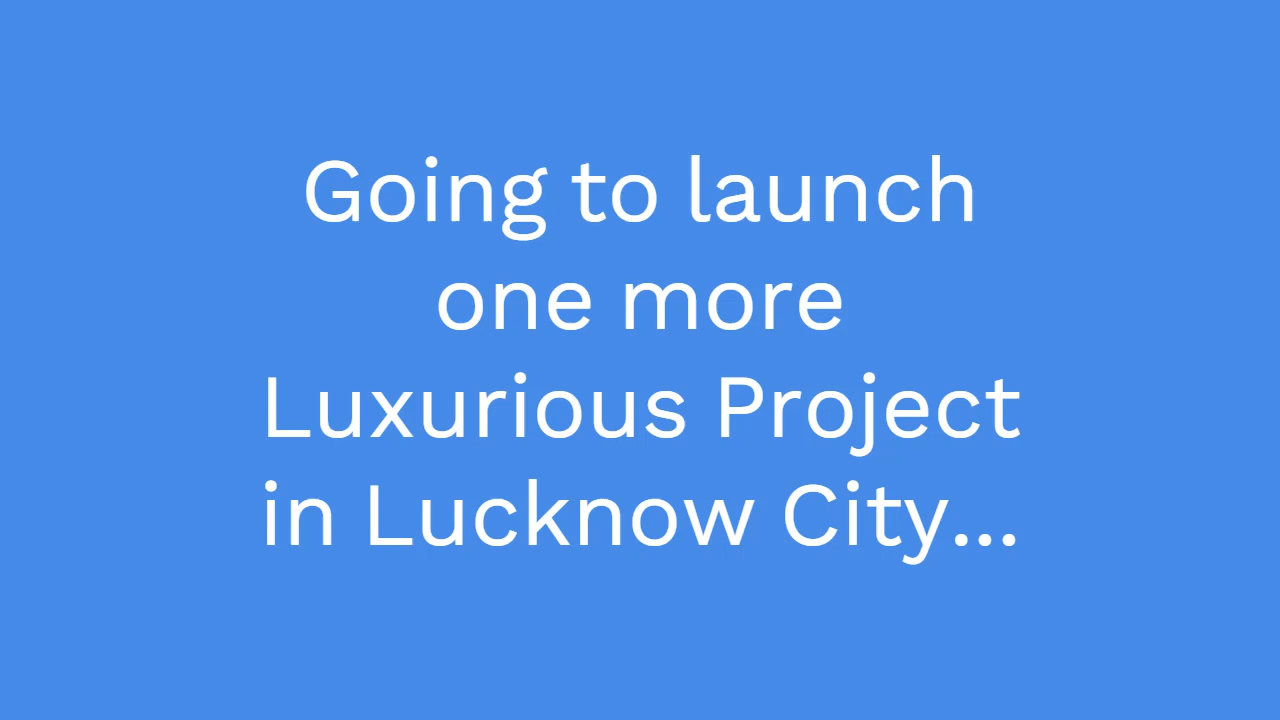 Going to launch
one more
Luxurious Project
in Lucknow City...